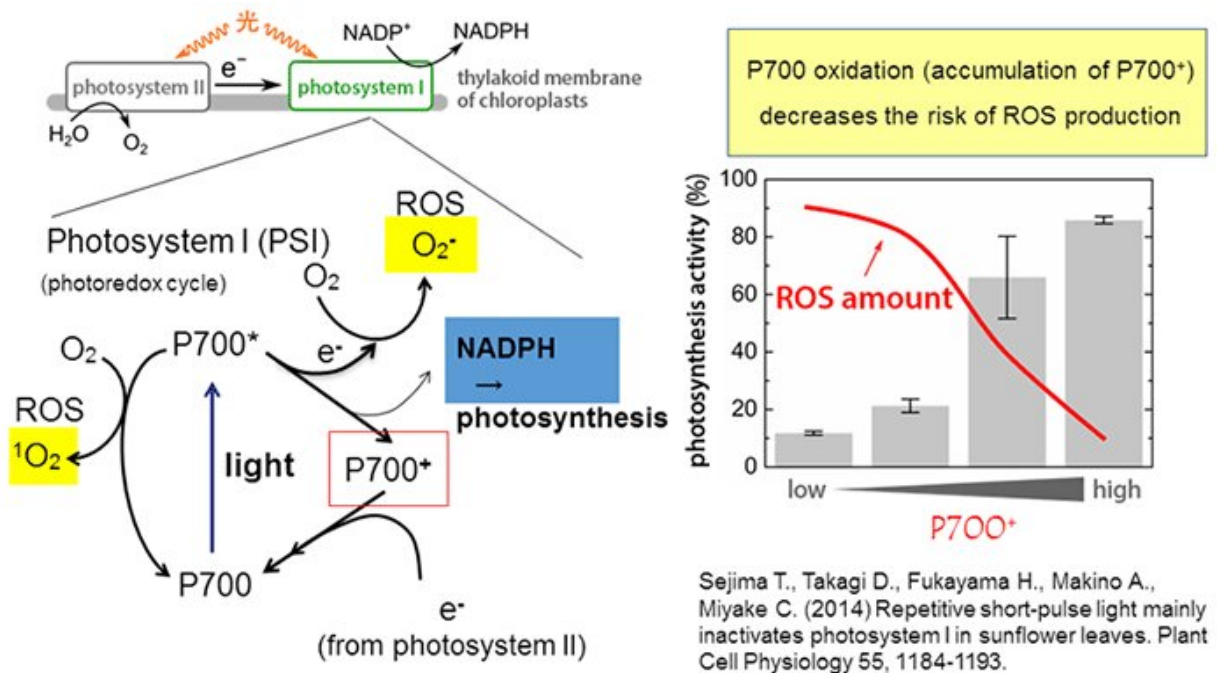 光
NADP⁺
NADPH
photosystem II
e⁻
photosystem I
thylakoid membrane
of chloroplasts
H₂O
O₂
Photosystem I (PSI)
(photoredox cycle)
ROS
O₂⁻
O₂
O₂
P700*
e⁻
NADPH
→
photosynthesis
ROS
¹O₂
light
P700⁺
P700
e⁻
(from photosystem II)
P700 oxidation (accumulation of P700⁺)
decreases the risk of ROS production
photosynthesis activity (%)
100
80
60
40
20
0
ROS amount
low
high
P700⁺
Sejima T., Takagi D., Fukayama H., Makino A.,
Miyake C. (2014) Repetitive short-pulse light mainly
inactivates photosystem I in sunflower leaves. Plant
Cell Physiology 55, 1184-1193.